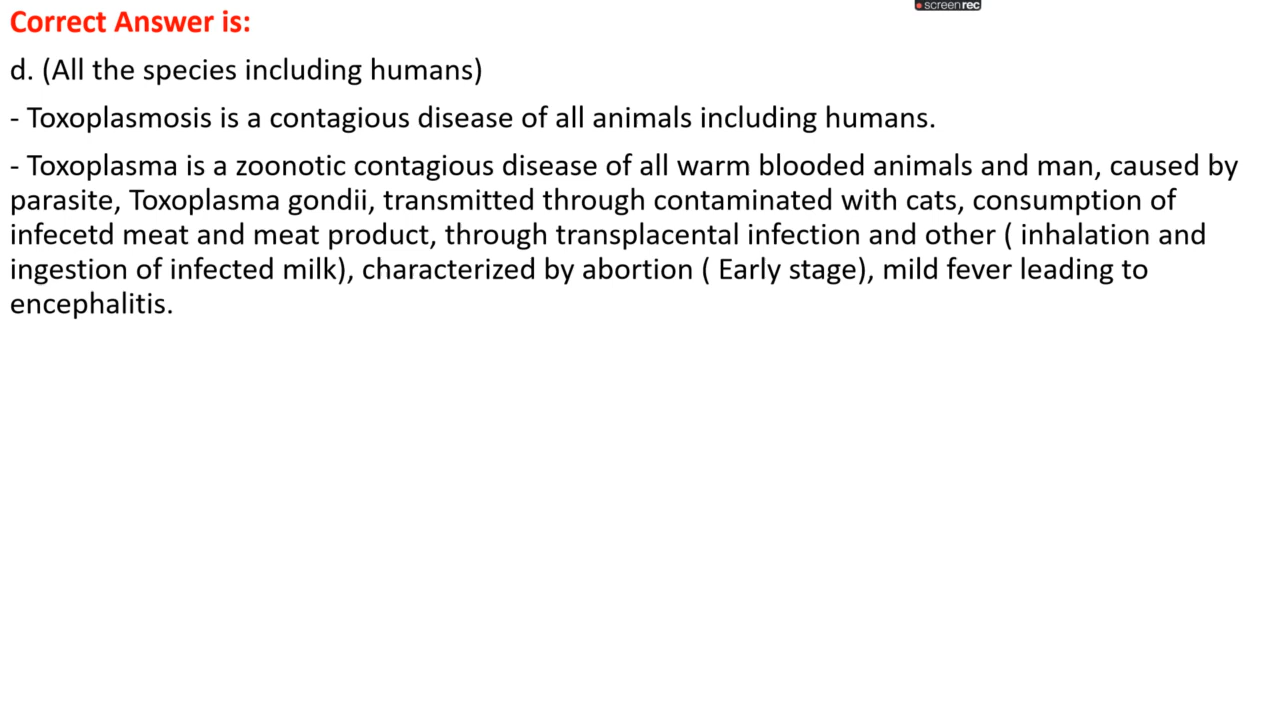 screenrec
Correct Answer is:
d. (All the species including humans)
- Toxoplasmosis is a contagious disease of all animals including humans.
- Toxoplasma is a zoonotic contagious disease of all warm blooded animals and man, caused by
parasite, Toxoplasma gondii, transmitted through contaminated with cats, consumption of
infecetd meat and meat product, through transplacental infection and other ( inhalation and
ingestion of infected milk), characterized by abortion ( Early stage), mild fever leading to
encephalitis.